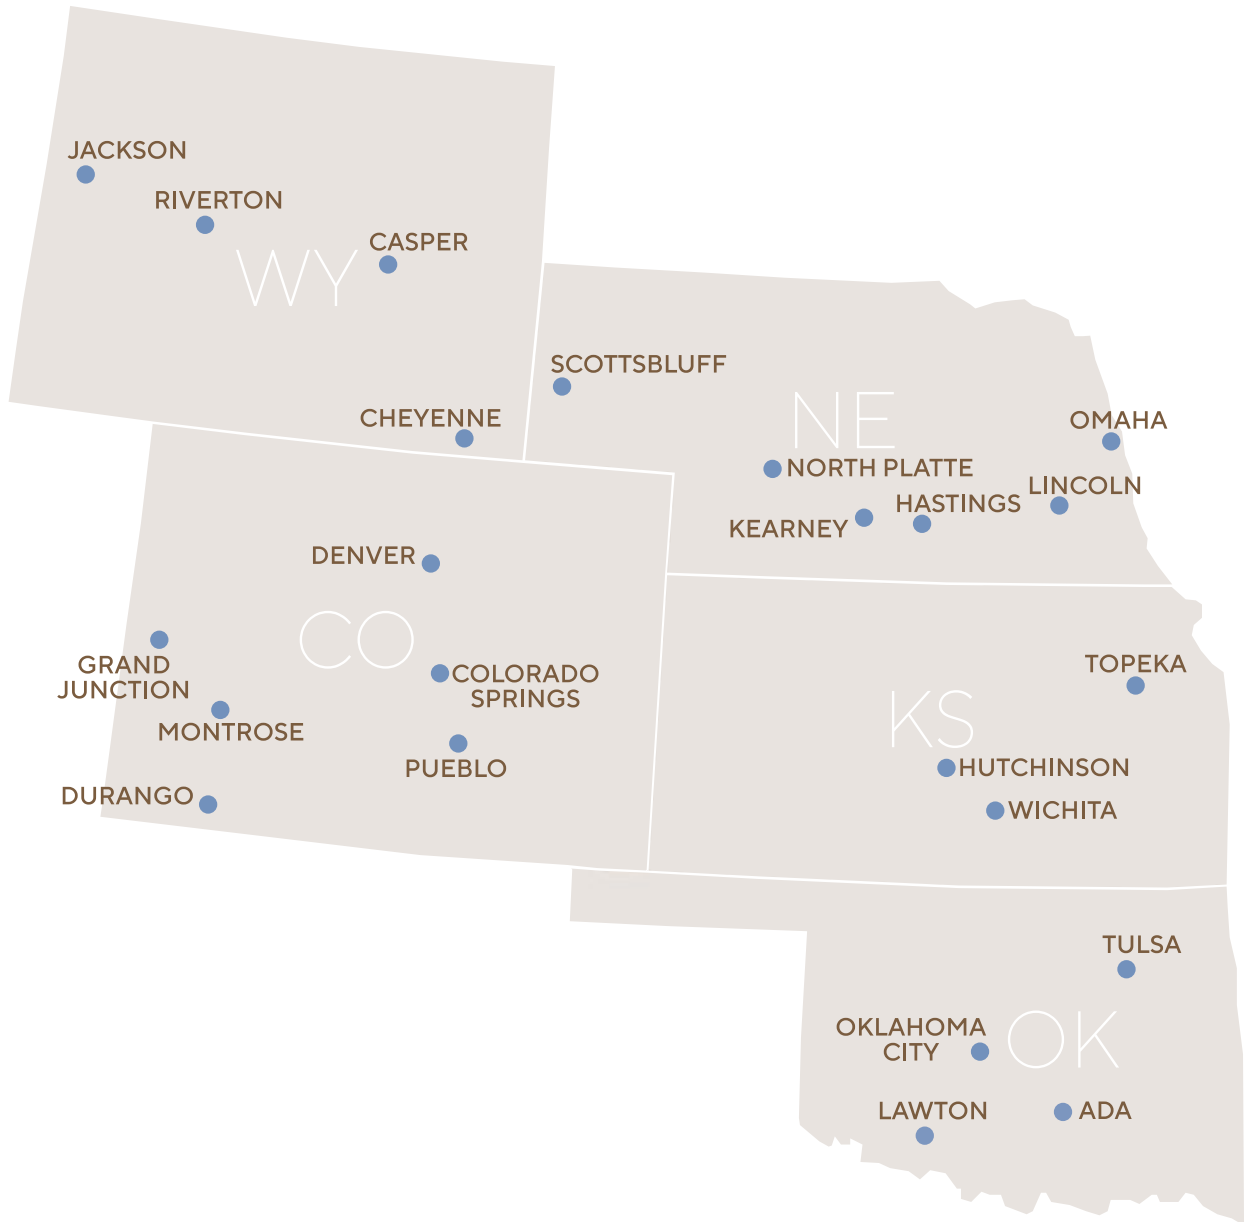 JACKSON
RIVERTON
CASPER
WY
CHEYENNE
SCOTTSBLUFF
NE
OMAHA
NORTH PLATTE
LINCOLN
HASTINGS
KEARNEY
DENVER
CO
GRAND
JUNCTION
COLORADO
SPRINGS
MONTROSE
PUEBLO
DURANGO
TOPEKA
KS
HUTCHINSON
WICHITA
TULSA
OKLAHOMA
CITY
OK
LAWTON
ADA